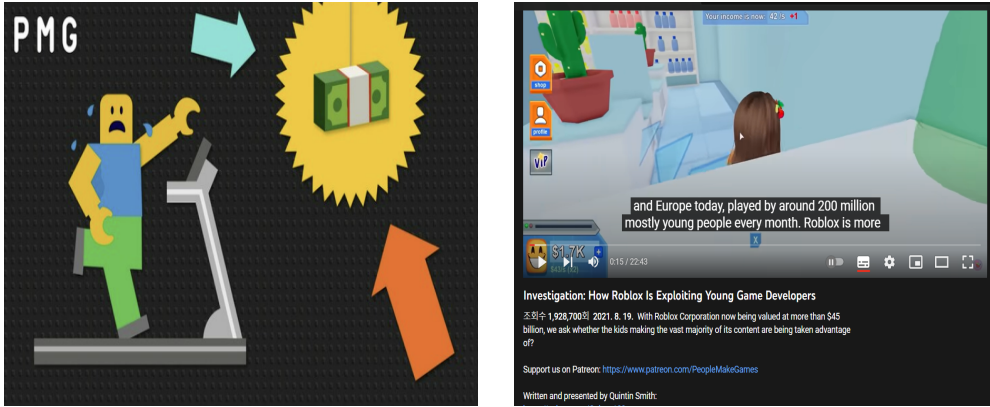 PMG
Your income is now: 42/s +1
shop
profile
VIP
and Europe today, played by around 200 million
mostly young people every month. Roblox is more
X
$1.7K
$43/s (X2)
0:15 / 22:43
Investigation: How Roblox Is Exploiting Young Game Developers
조회수 1,928,700회 2021. 8. 19. With Roblox Corporation now being valued at more than $45
billion, we ask whether the kids making the vast majority of its content are being taken advantage
of?
Support us on Patreon: https://www.patreon.com/PeopleMakeGames
Written and presented by Quintin Smith: